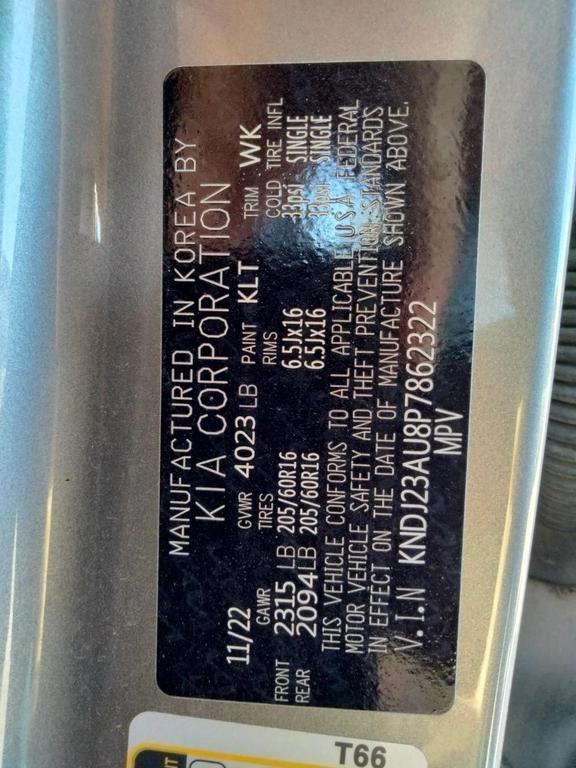 MANUFACTURED IN KOREA BY
KIA CORPORATION
11/22 GVWR 4023 LB PAINT KLT TRIM WK
GAWR TIRES RIMS COLD TIRE INFL
FRONT 2315 LB 205/60R16 6.5Jx16 33psi SINGLE
REAR 2094LB 205/60R16 6.5Jx16 33psi SINGLE
THIS VEHICLE CONFORMS TO ALL APPLICABLE U.S.A. FEDERAL
MOTOR VEHICLE SAFETY AND THEFT PREVENTION STANDARDS
IN EFFECT ON THE DATE OF MANUFACTURE SHOWN ABOVE.
V.I.N KNDJ23AU8P7862322
MPV
T66